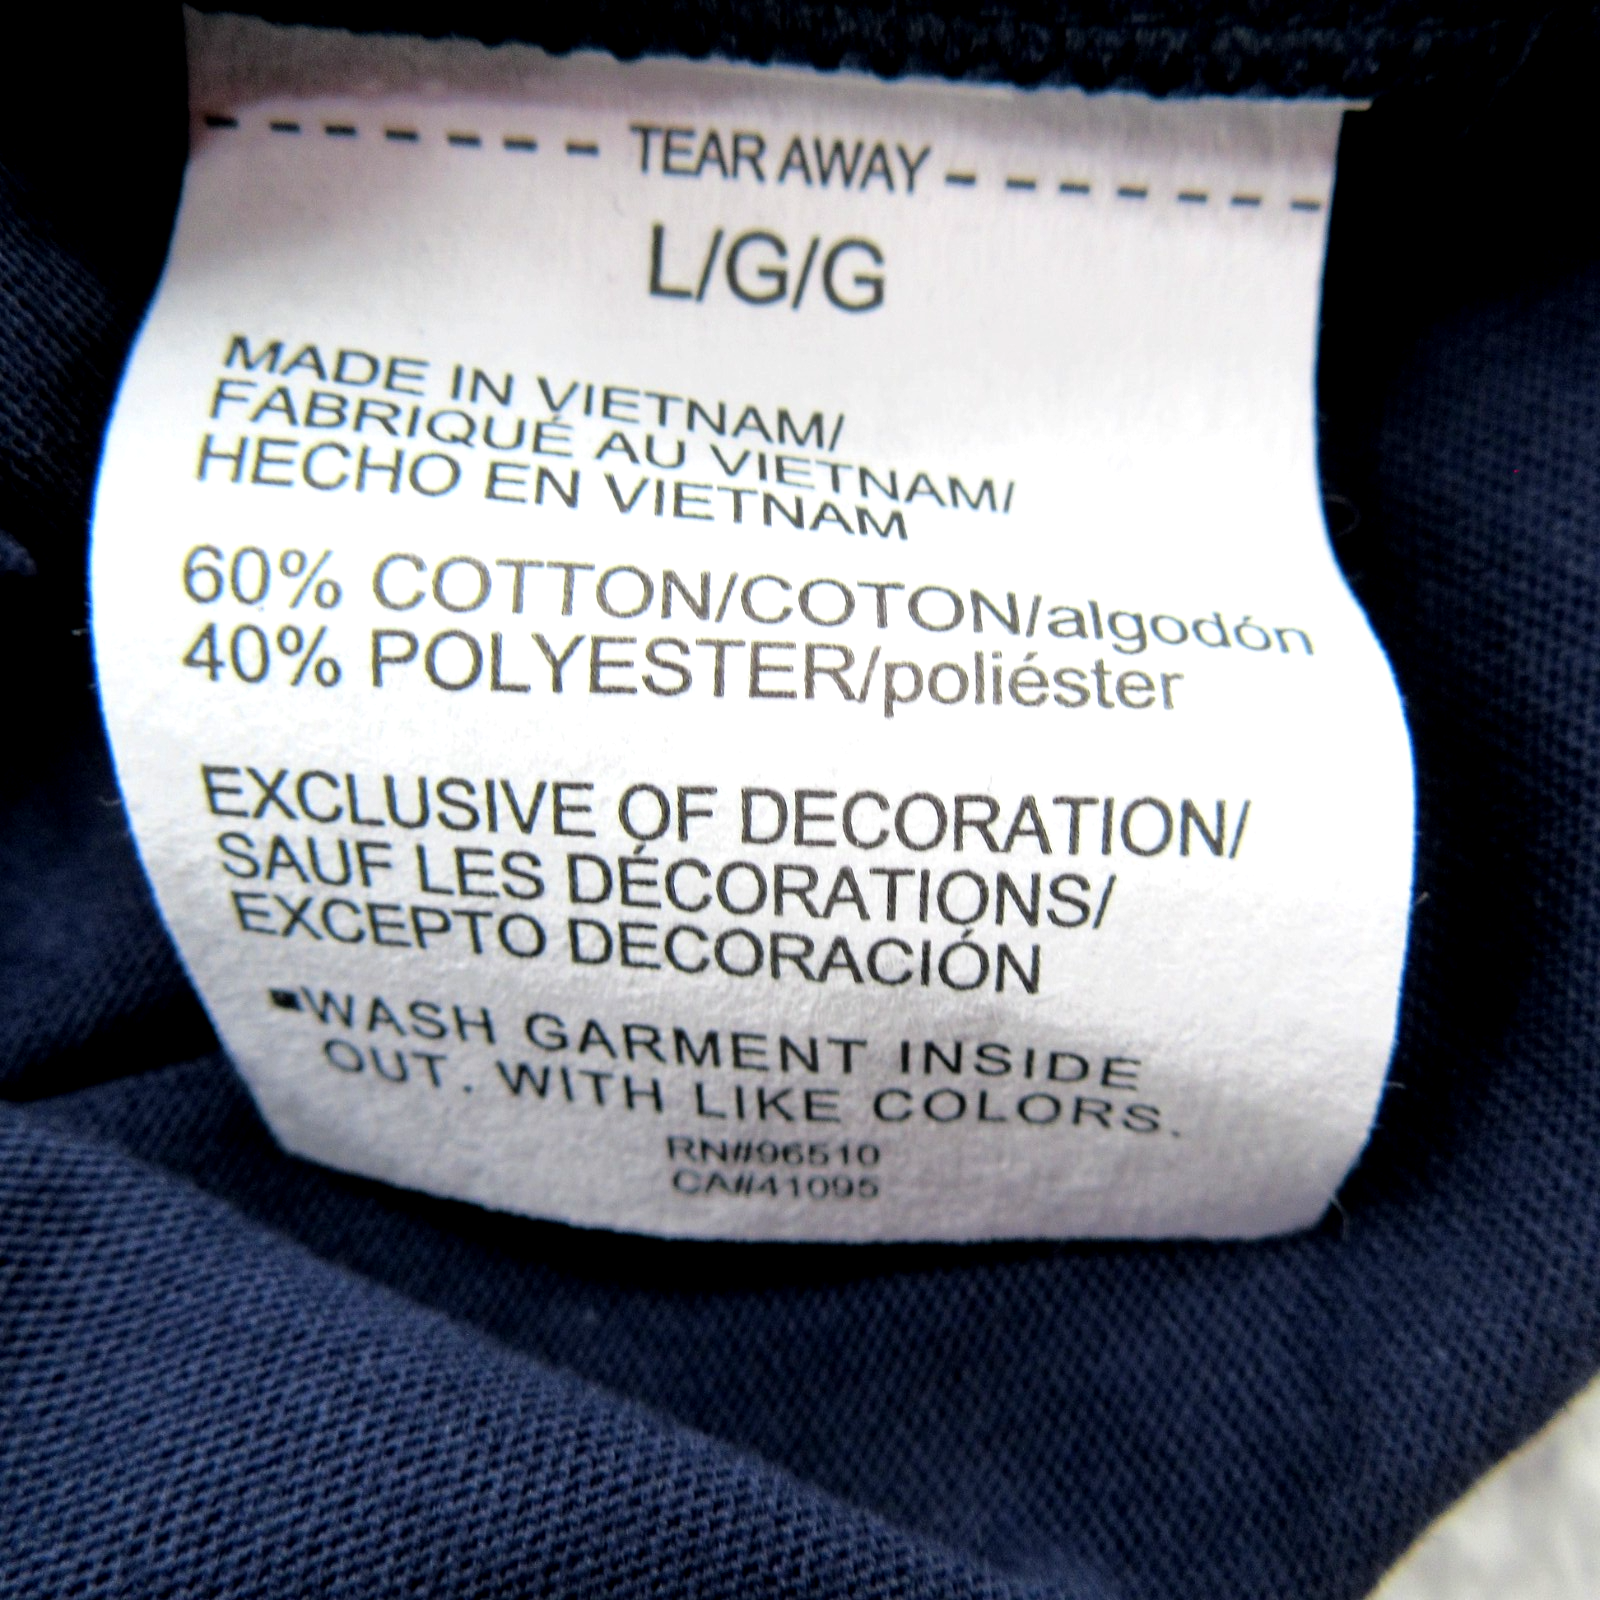 - - - - - - - TEAR AWAY - - - - - - -
L/G/G
MADE IN VIETNAM/
FABRIQUÉ AU VIETNAM/
HECHO EN VIETNAM
60% COTTON/COTON/algodón
40% POLYESTER/poliéster
EXCLUSIVE OF DECORATION/
SAUF LES DÉCORATIONS/
EXCEPTO DECORACIÓN
▪WASH GARMENT INSIDE
OUT. WITH LIKE COLORS.
RN#96510
CA#41095